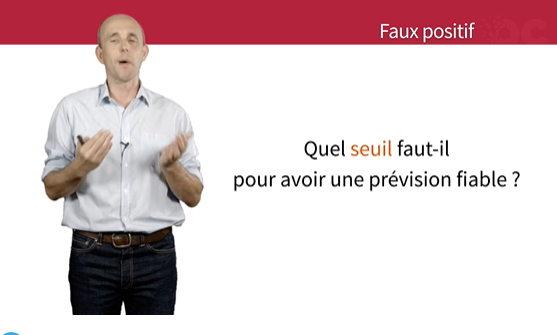 Faux positif
Quel seuil faut-il
pour avoir une prévision fiable ?